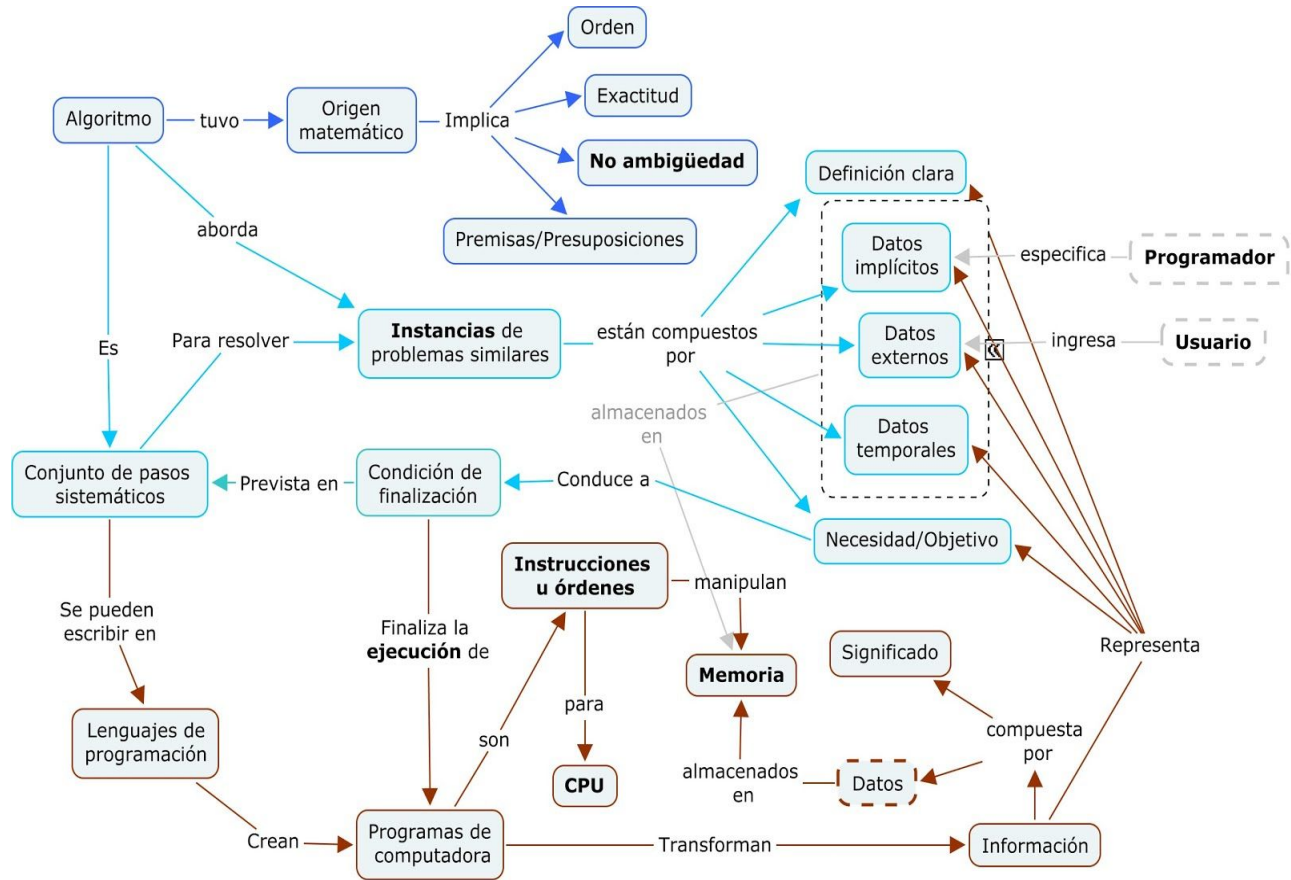 Orden
Exactitud
Algoritmo
tuvo
Origen
matemático
Implica
No ambigüedad
Premisas/Presuposiciones
Definición clara
aborda
Datos
implícitos
especifica
Programador
Es
Para resolver
Instancias de
problemas similares
están compuestos
por
Datos
externos
«
ingresa
Usuario
almacenados
en
Datos
temporales
Conjunto de pasos
sistemáticos
Prevista en
Condición de
finalización
Conduce a
Necesidad/Objetivo
Instrucciones
u órdenes
manipulan
Se pueden
escribir en
Finaliza la
ejecución de
Memoria
Significado
Representa
Lenguajes de
programación
son
para
compuesta
por
CPU
almacenados
en
Datos
Crean
Programas de
computadora
Transforman
Información